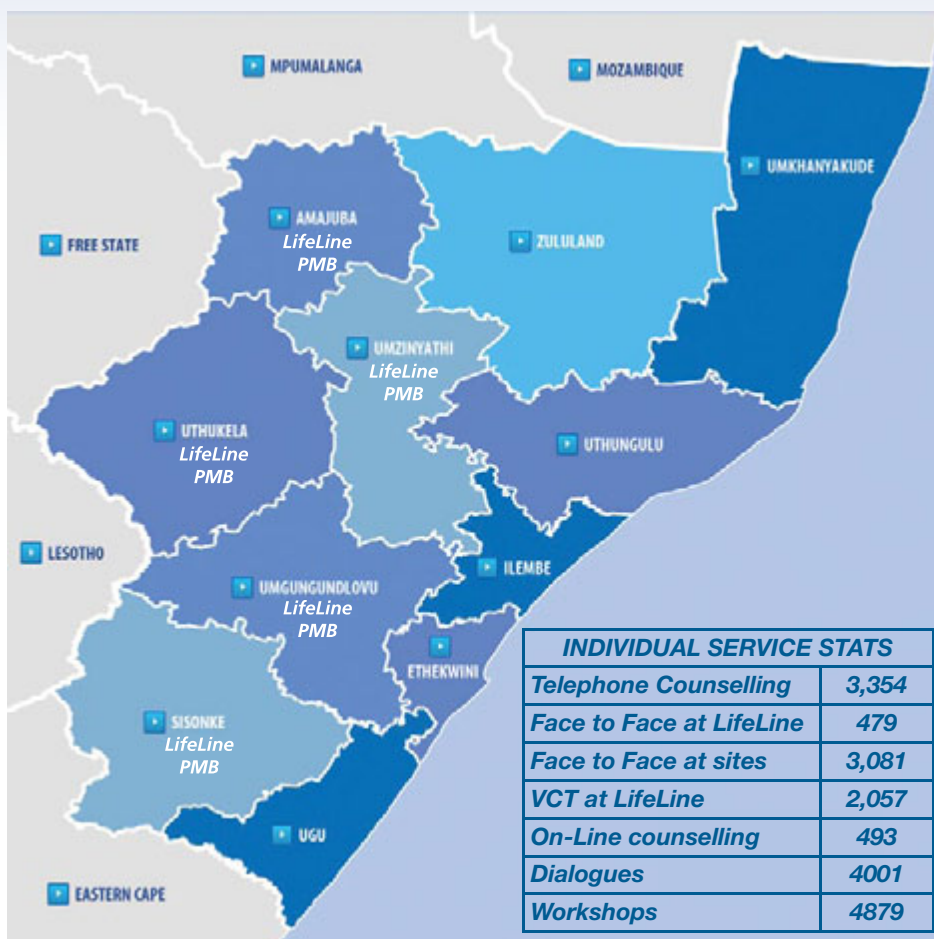 MPUMALANGA
MOZAMBIQUE
UMKHANYAKUDE
AMAJUBA
LifeLine
PMB
FREE STATE
ZULULAND
UMZINYATHI
LifeLine
PMB
UTHUKELA
LifeLine
PMB
UTHUNGULU
LESOTHO
ILEMBE
UMGUNGUNDLOVU
LifeLine
PMB
ETHEKWINI
SISONKE
LifeLine
PMB
UGU
EASTERN CAPE
INDIVIDUAL SERVICE STATS
Telephone Counselling 3,354
Face to Face at LifeLine 479
Face to Face at sites 3,081
VCT at LifeLine 2,057
On-Line counselling 493
Dialogues 4001
Workshops 4879